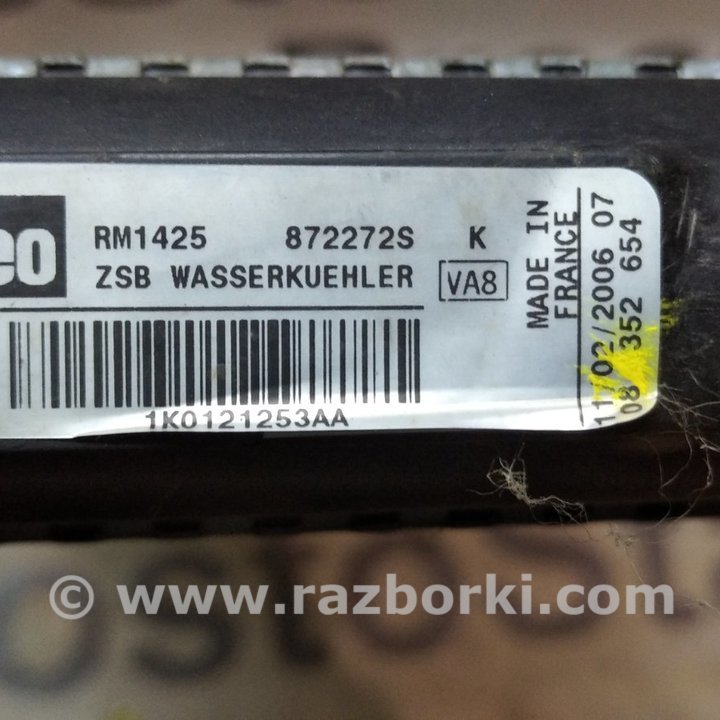 eo
RM1425 872272S K
ZSB WASSERKUEHLER VA8
1K0121253AA
MADE IN
FRANCE
11/02/2006 07
08 352 654
© www.razborki.com